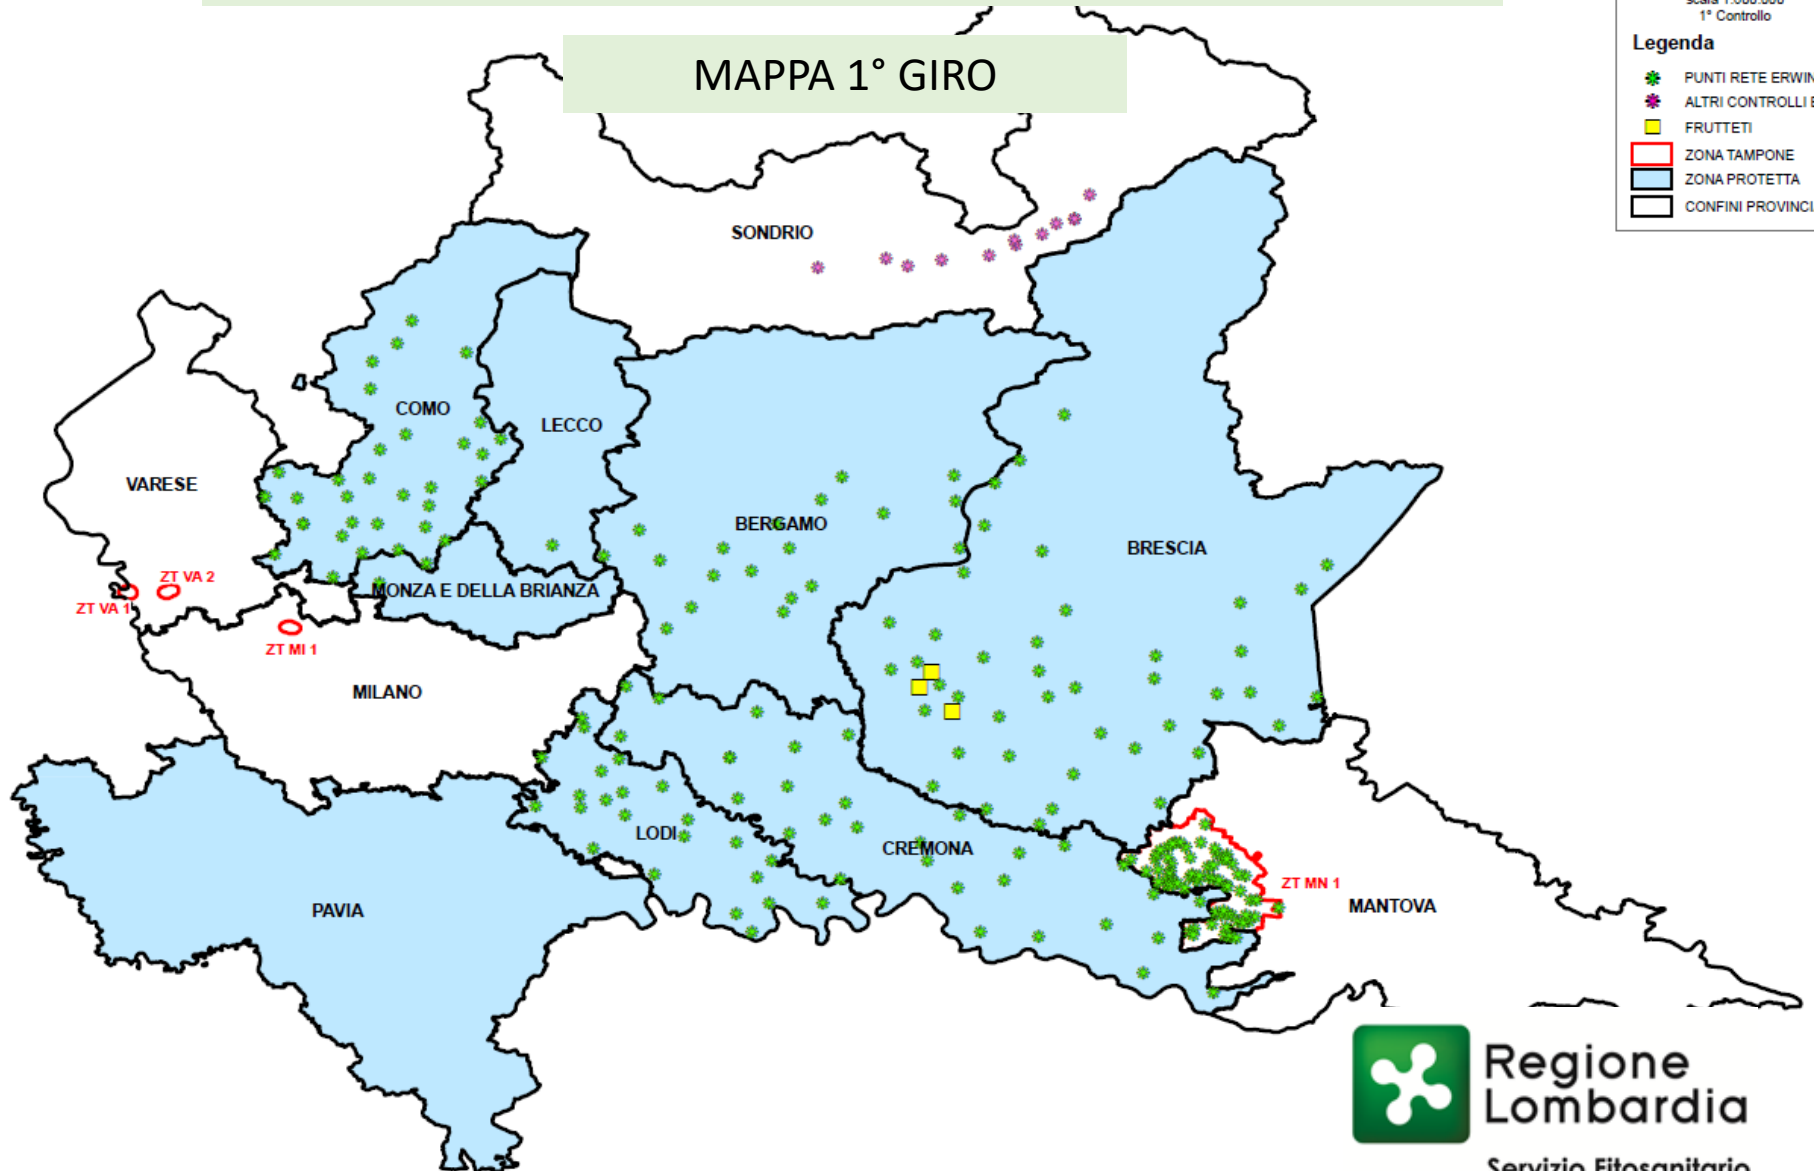 1° Controllo
MAPPA 1° GIRO
Legenda
PUNTI RETE
ALTRI CONTROLLI
FRUTTETI
ZONA TAMPONE
ZONA PROTETTA
CONFINI
SONDRIO
COMO
LECCO
VARESE
BERGAMO
BRESCIA
ZT VA 2
MONZA E DELLA BRIANZA
ZT VA 1
ZT MI 1
MILANO
LODI
CREMONA
ZT MN 1
MANTOVA
PAVIA
Regione
Lombardia
Servizio Fitosanitario